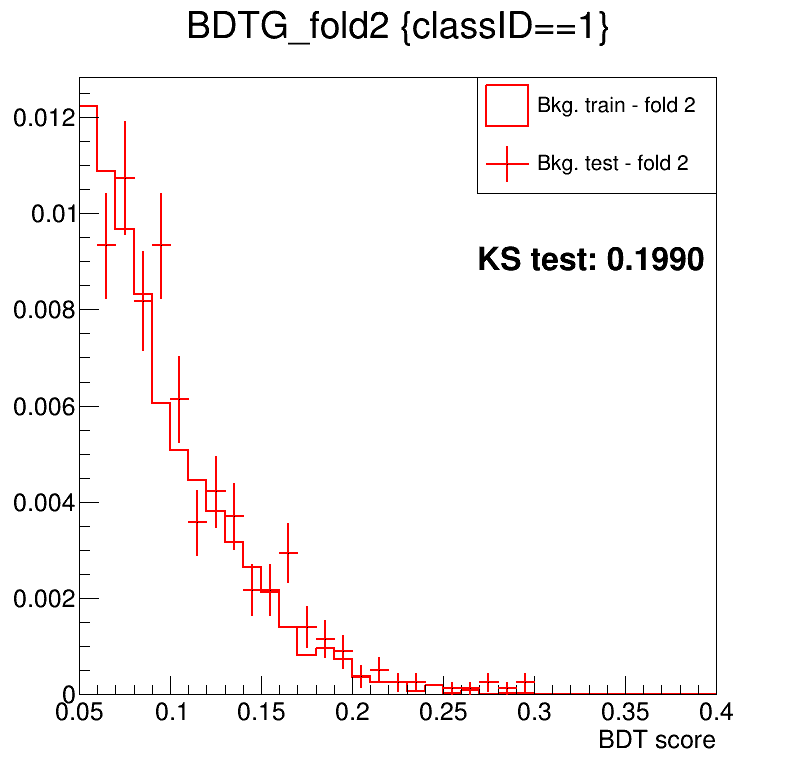 BDTG_fold2 {classID==1}
Bkg. train - fold 2
Bkg. test - fold 2
KS test: 0.1990
0.012
0.01
0.008
0.006
0.004
0.002
0
0.05 0.1 0.15 0.2 0.25 0.3 0.35 0.4
BDT score